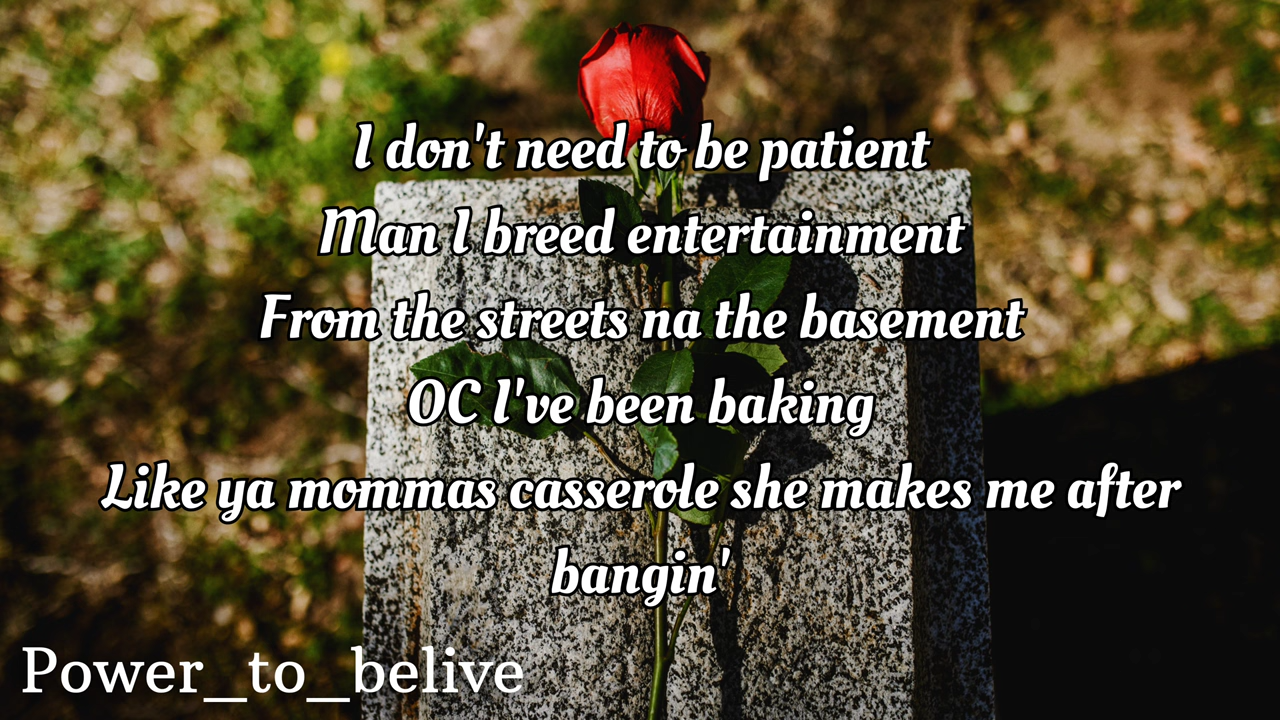 I don't need to be patient
Man I breed entertainment
From the streets na the basement
OC I've been baking
Like ya mommas casserole she makes me after
bangin'
Power_to_belive